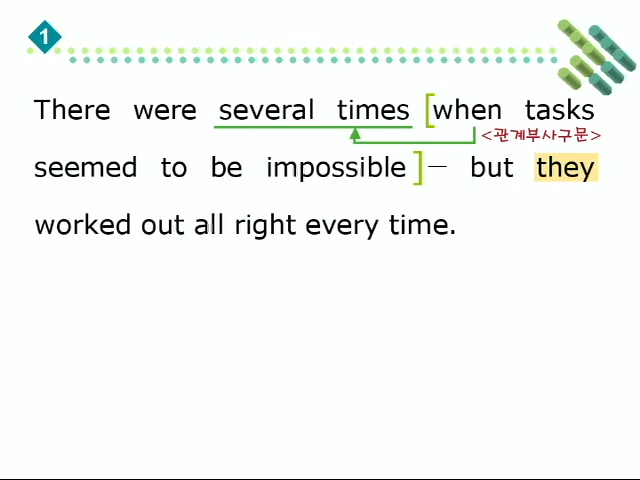 1
There were several times [when tasks
<관계부사구문>
seemed to be impossible]— but they
worked out all right every time.